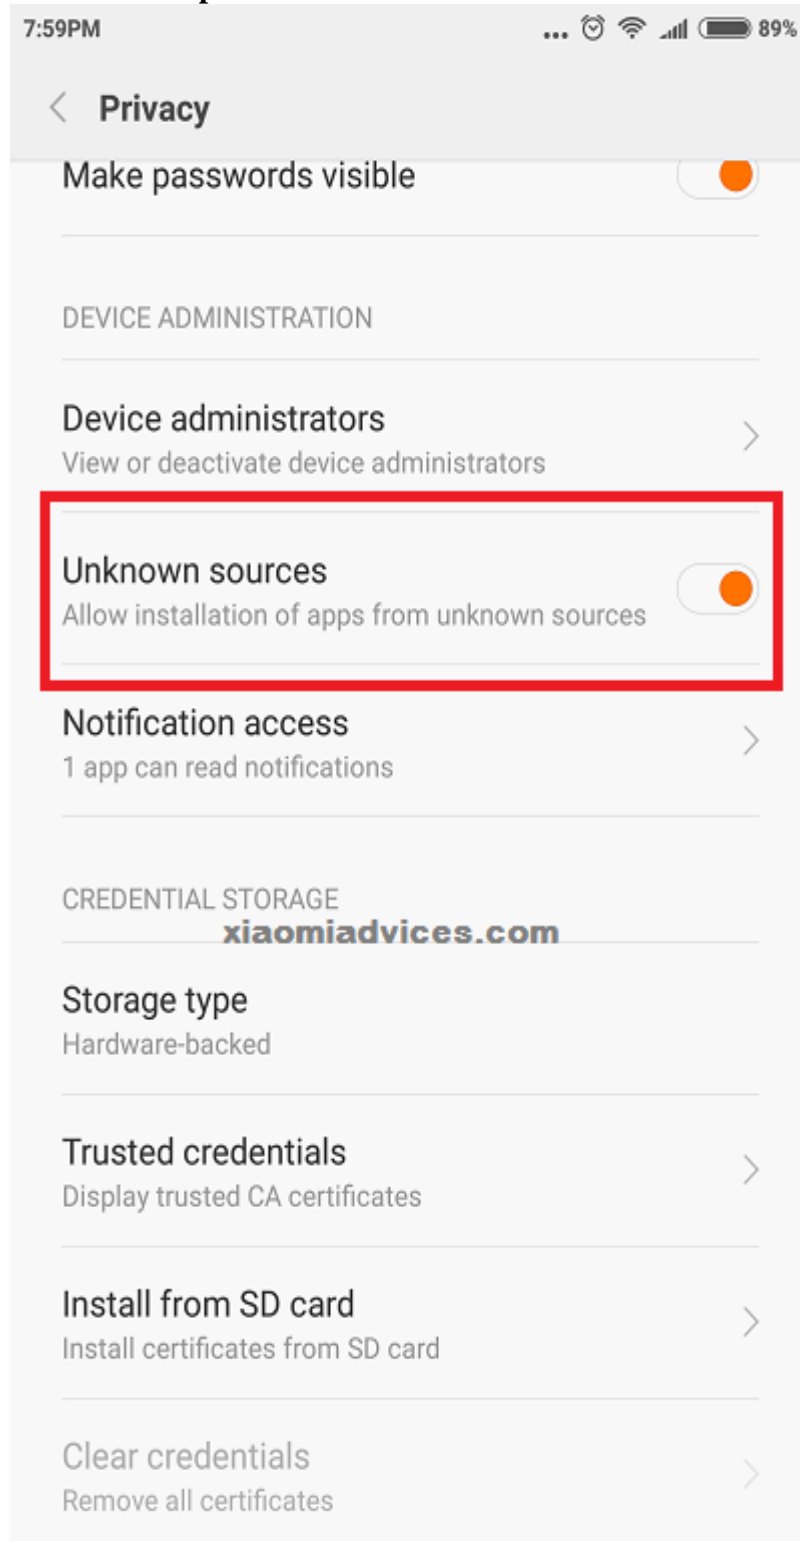 7:59PM
... 89%
Privacy
Make passwords visible
DEVICE ADMINISTRATION
Device administrators
View or deactivate device administrators
Unknown sources
Allow installation of apps from unknown sources
Notification access
1 app can read notifications
CREDENTIAL STORAGE
xiaomiadvices.com
Storage type
Hardware-backed
Trusted credentials
Display trusted CA certificates
Install from SD card
Install certificates from SD card
Clear credentials
Remove all certificates